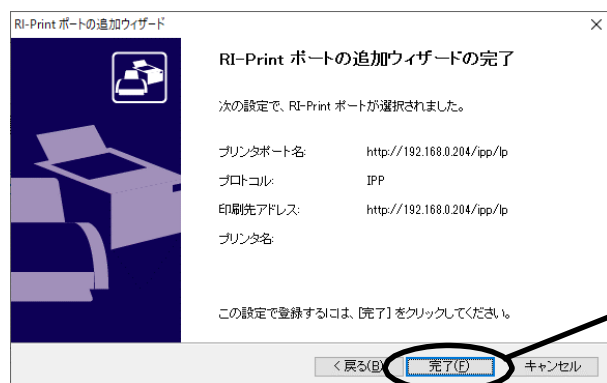 RI-Print ポートの追加ウィザード
RI-Print ポートの追加ウィザードの完了
次の設定で、RI-Print ポートが選択されました。
プリンタポート名: http://192.168.0.204/ipp/lp
プロトコル: IPP
印刷先アドレス: http://192.168.0.204/ipp/lp
プリンタ名:
この設定で登録するには、[完了] をクリックしてください。
< 戻る(B) 完了(F) キャンセル